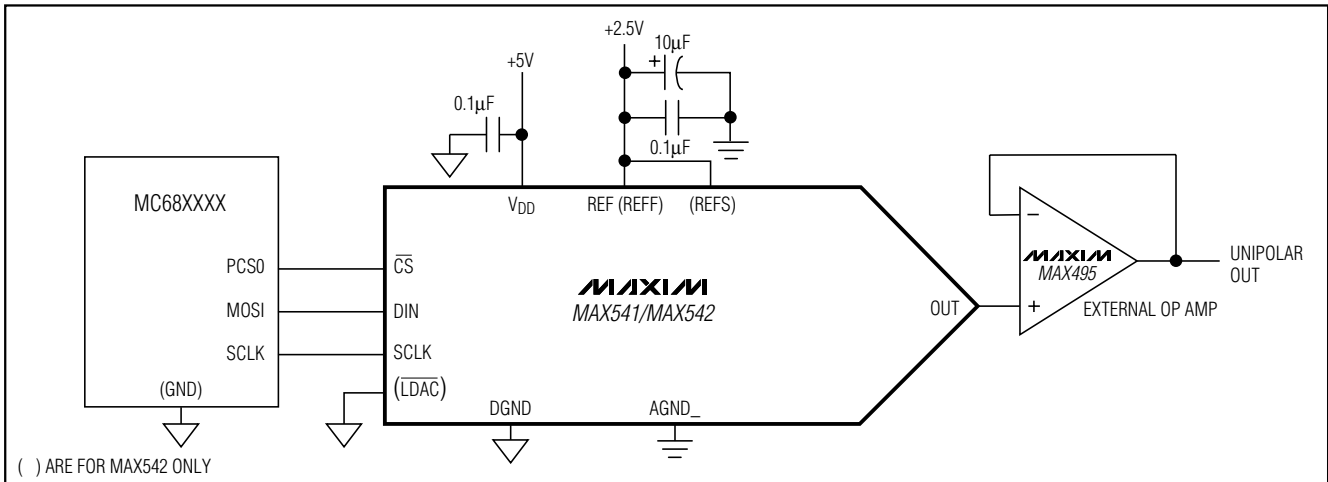 +2.5V
10µF
+
+5V
0.1µF
0.1µF
MC68XXXX
VDD
REF (REFF)
(REFS)
PCS0
CS
MOSI
DIN
SCLK
SCLK
(LDAC)
(GND)
MAXIM
MAX541/MAX542
OUT
DGND
AGND_
−
MAXIM
MAX495
+
EXTERNAL OP AMP
UNIPOLAR
OUT
( ) ARE FOR MAX542 ONLY